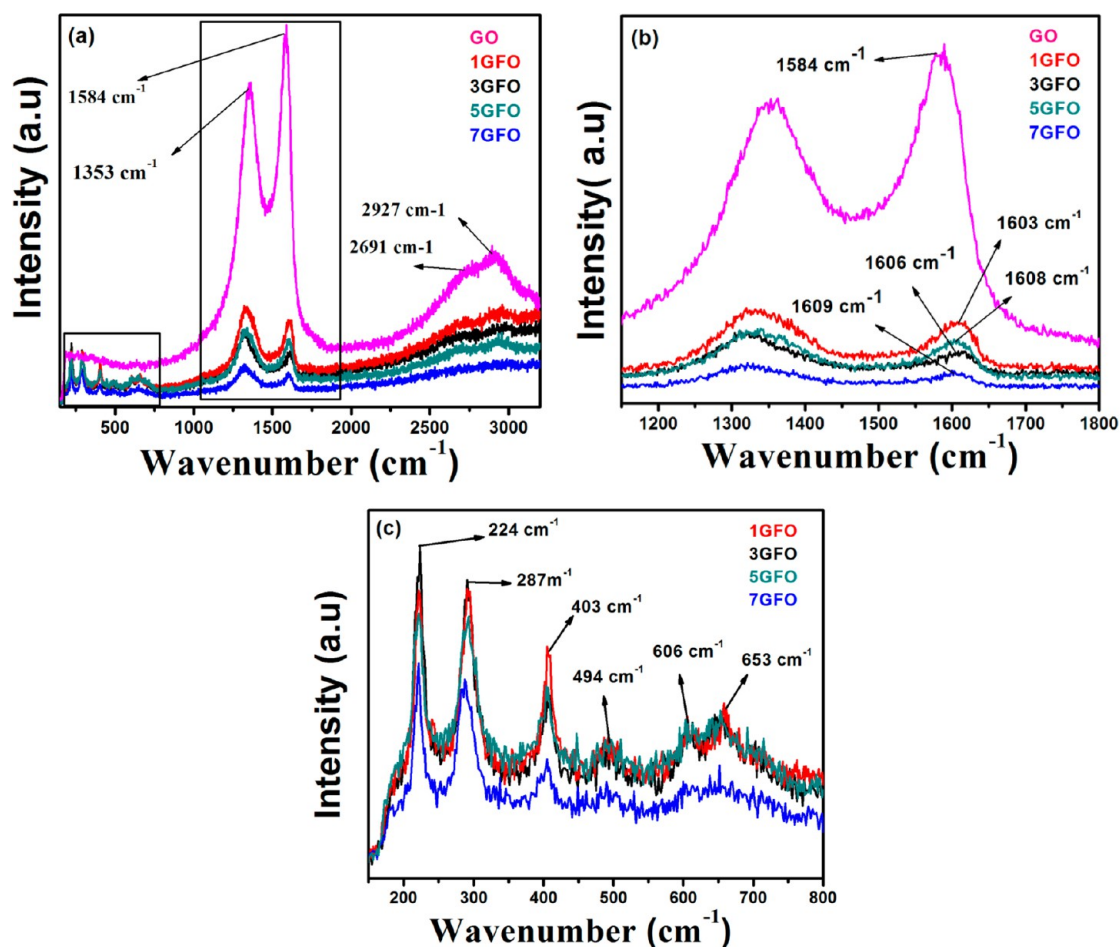 (a)
GO
1GFO
3GFO
5GFO
7GFO
1584 cm⁻¹
1353 cm⁻¹
2927 cm-1
2691 cm-1
Intensity (a.u)
500 1000 1500 2000 2500 3000
Wavenumber (cm⁻¹)
(b)
GO
1GFO
3GFO
5GFO
7GFO
1584 cm⁻¹
1603 cm⁻¹
1606 cm⁻¹
1608 cm⁻¹
1609 cm⁻¹
Intensity( a.u)
1200 1300 1400 1500 1600 1700 1800
Wavenumber (cm⁻¹)
(c)
1GFO
3GFO
5GFO
7GFO
224 cm⁻¹
287m⁻¹
403 cm⁻¹
494 cm⁻¹
606 cm⁻¹
653 cm⁻¹
Intensity (a.u)
200 300 400 500 600 700 800
Wavenumber (cm⁻¹)